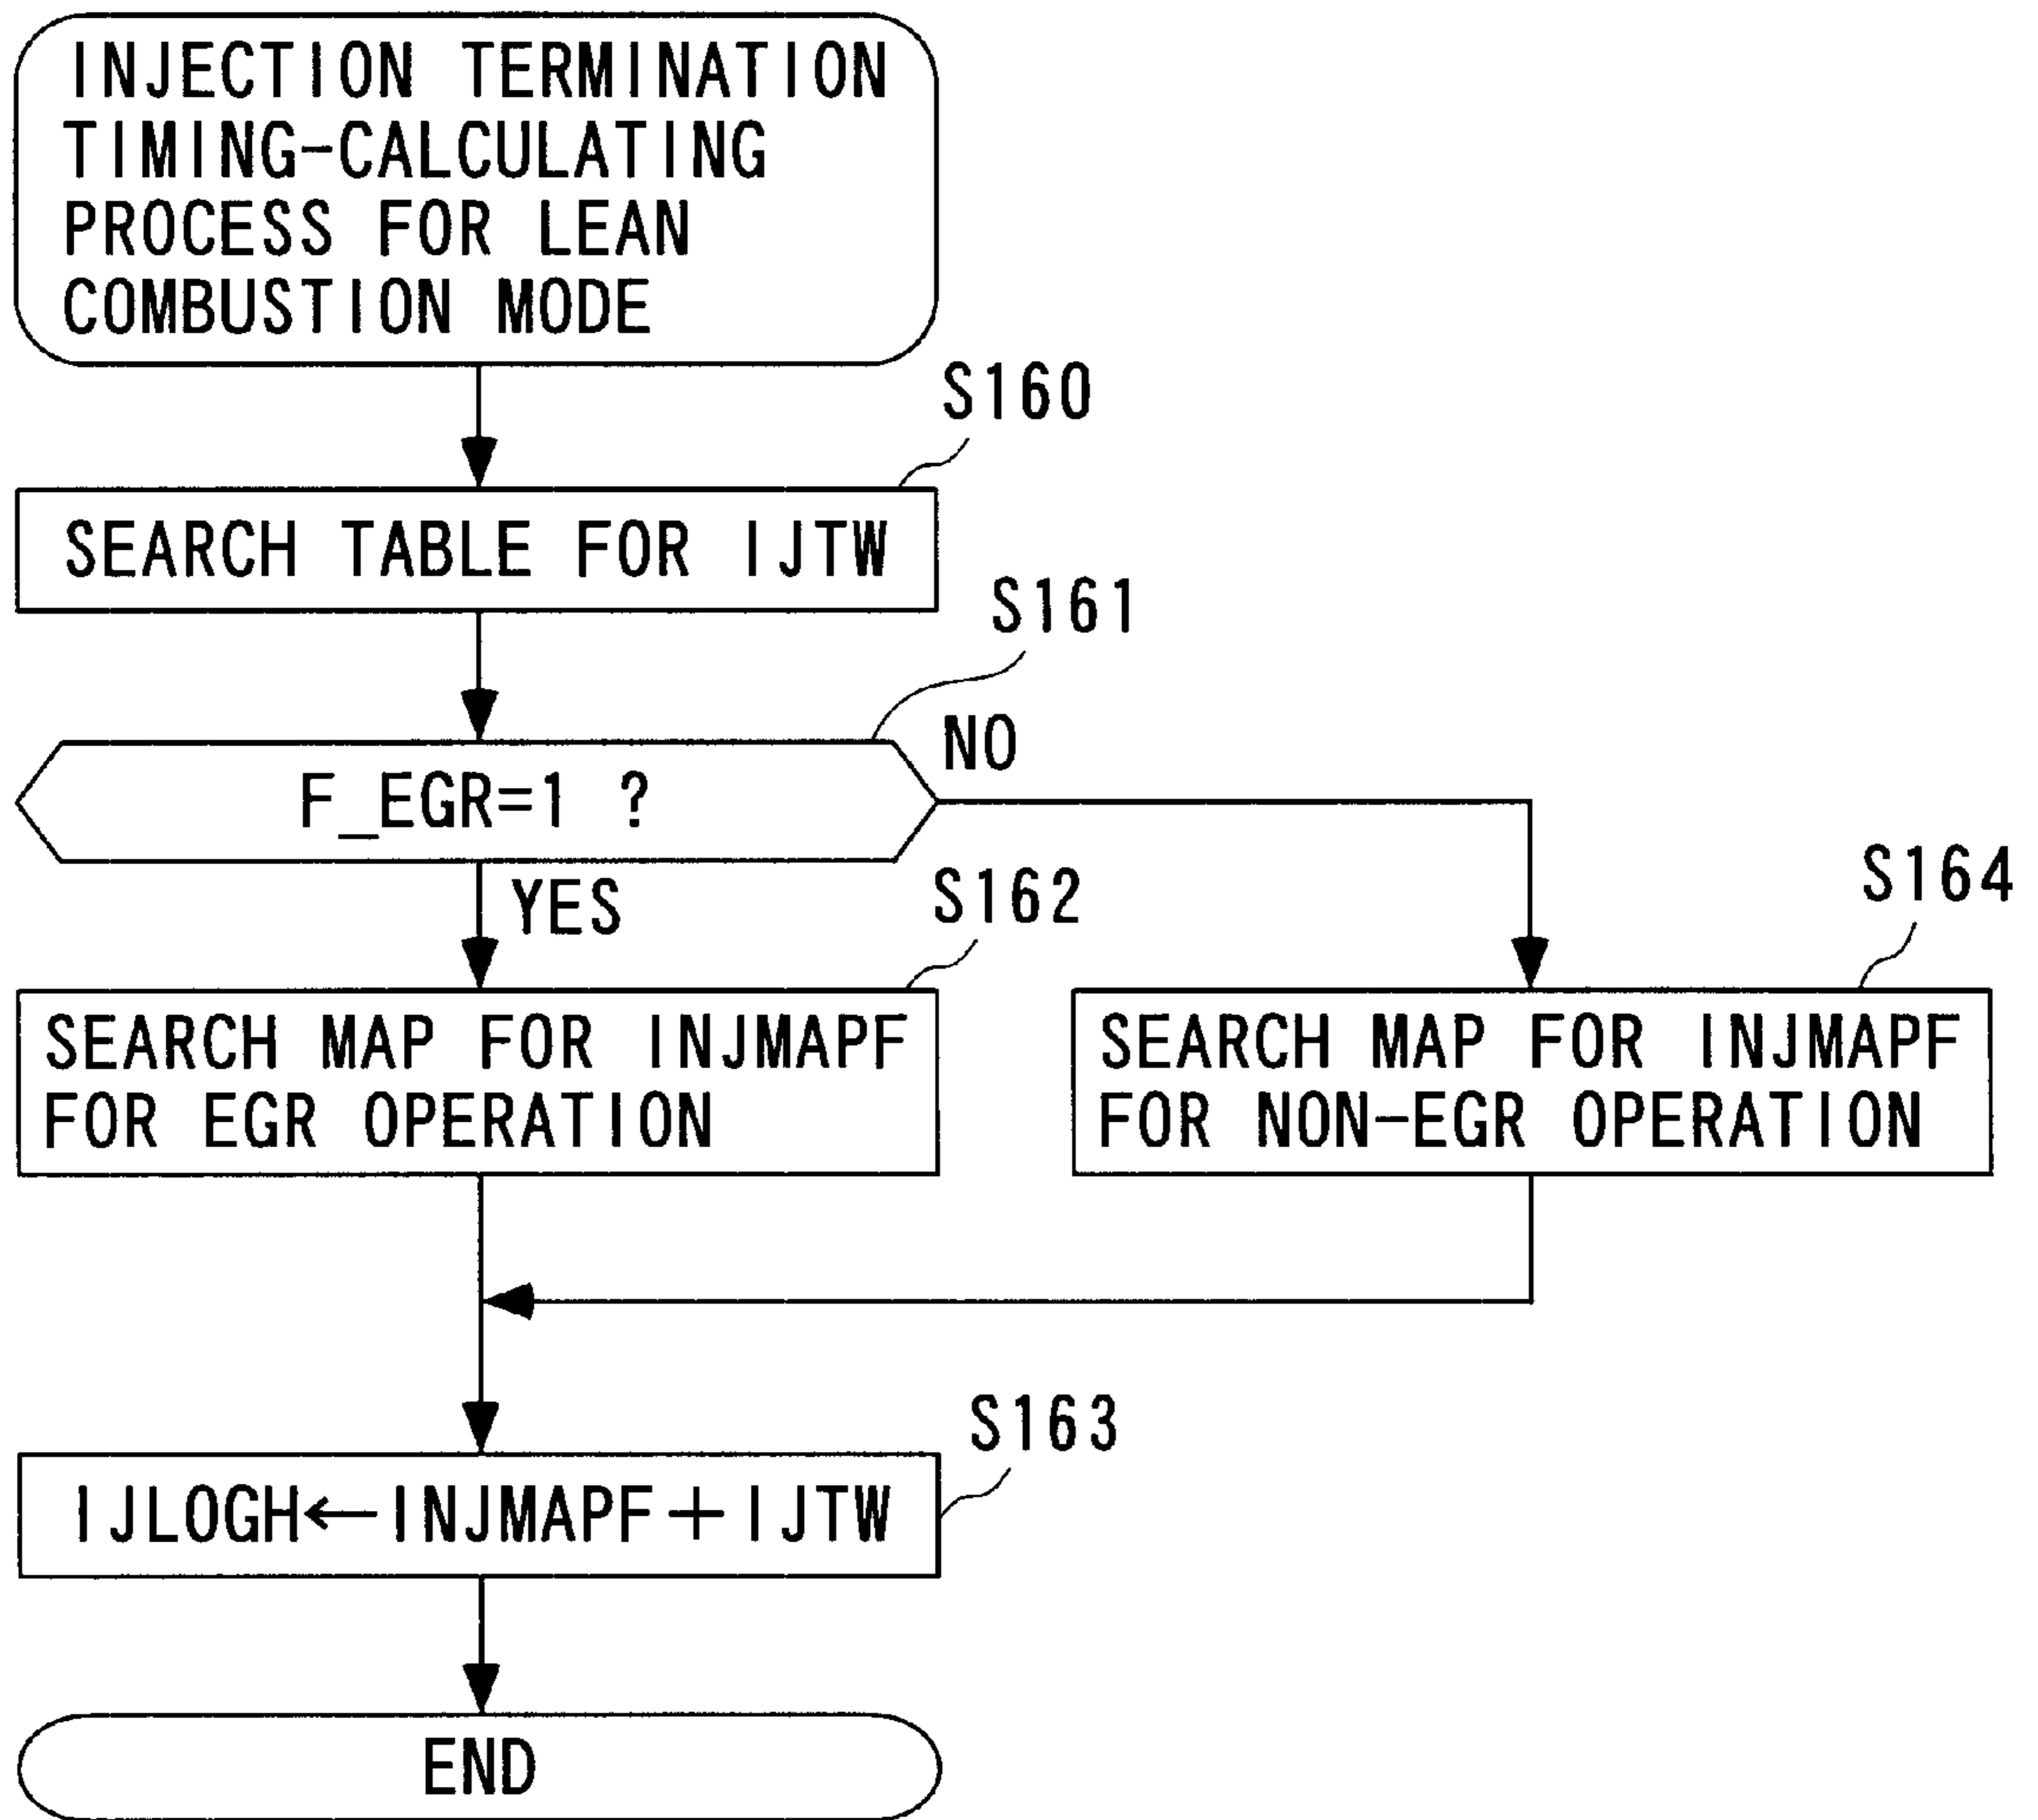 INJECTION TERMINATION
TIMING-CALCULATING
PROCESS FOR LEAN
COMBUSTION MODE
S160
SEARCH TABLE FOR IJTW
S161
F_EGR=1 ?
NO
YES
S162
SEARCH MAP FOR INJMAPF
FOR EGR OPERATION
S164
SEARCH MAP FOR INJMAPF
FOR NON-EGR OPERATION
S163
IJLOGH←INJMAPF+IJTW
END